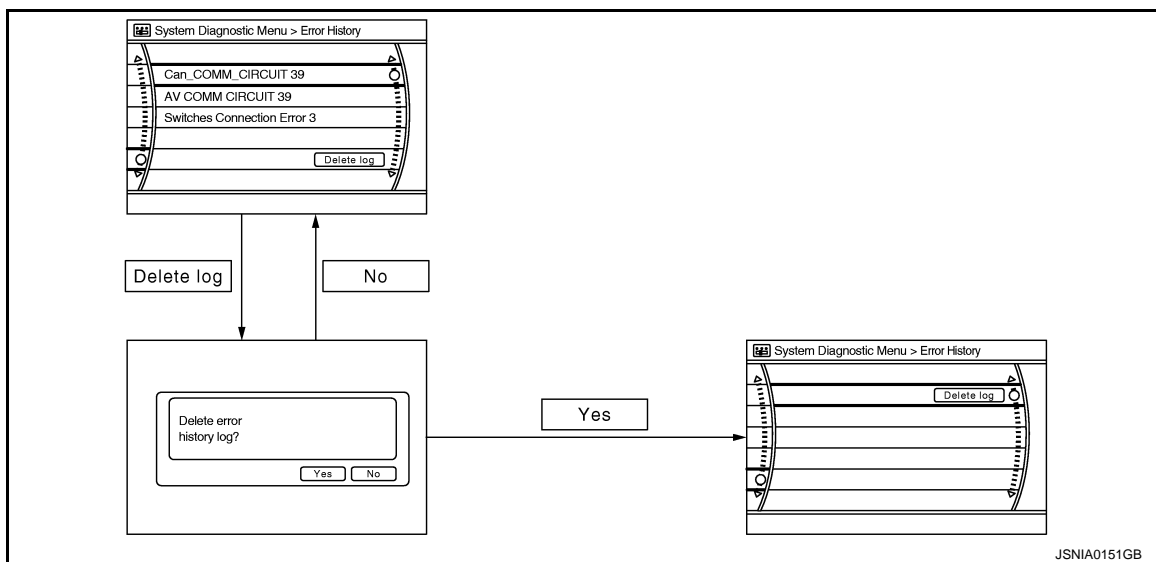 System Diagnostic Menu > Error History
Can_COMM_CIRCUIT 39
AV COMM CIRCUIT 39
Switches Connection Error 3
Delete log
Delete log
No
Delete error
history log?
Yes
No
Yes
System Diagnostic Menu > Error History
Delete log
JSNIA0151GB